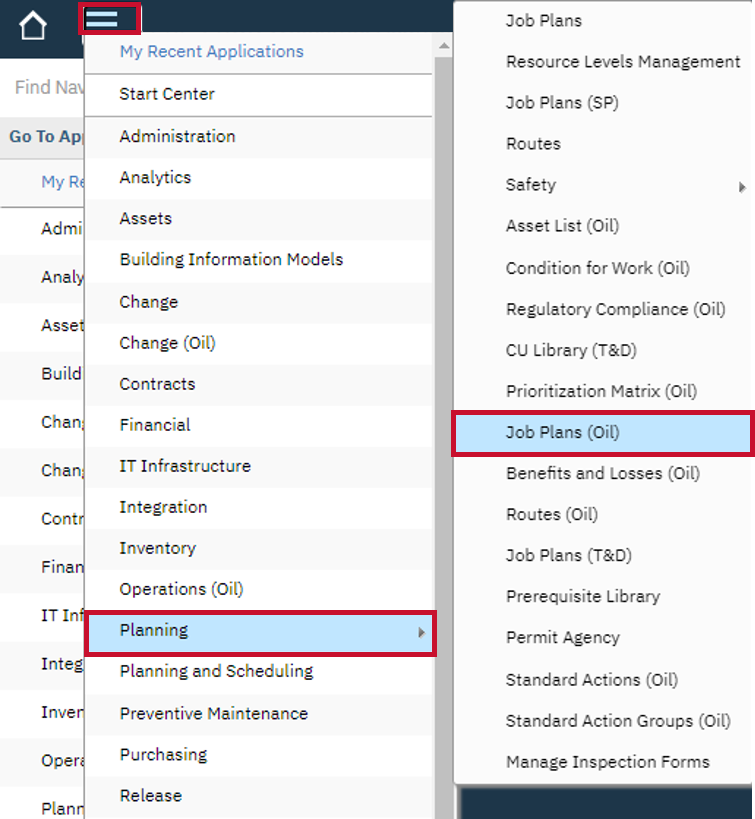 Find Nav
Go To App
My Re
Admi
Analy
Asset
Build
Chang
Chang
Contr
Finan
IT Inf
Integ
Inven
Opera
Plann
My Recent Applications
Start Center
Administration
Analytics
Assets
Building Information Models
Change
Change (Oil)
Contracts
Financial
IT Infrastructure
Integration
Inventory
Operations (Oil)
Planning
Planning and Scheduling
Preventive Maintenance
Purchasing
Release
Job Plans
Resource Levels Management
Job Plans (SP)
Routes
Safety
Asset List (Oil)
Condition for Work (Oil)
Regulatory Compliance (Oil)
CU Library (T&D)
Prioritization Matrix (Oil)
Job Plans (Oil)
Benefits and Losses (Oil)
Routes (Oil)
Job Plans (T&D)
Prerequisite Library
Permit Agency
Standard Actions (Oil)
Standard Action Groups (Oil)
Manage Inspection Forms